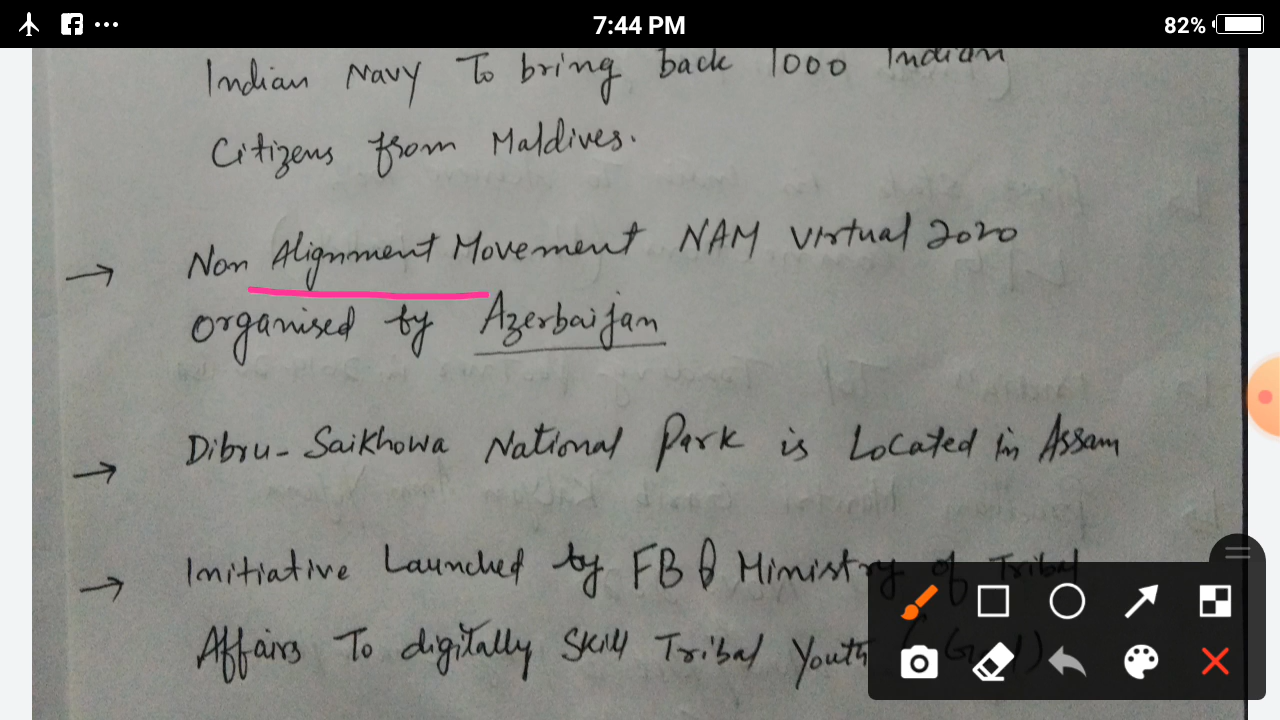 7:44 PM
82%
Indian Navy To bring back 1000 Indian
Citizens from Maldives.
→ Non Alignment Movement NAM virtual 2020
organised by Azerbaijan
→ Dibru-Saikhowa National Park is Located in Assam
→ Initiative Launched by FB & Ministry of Tribal
Affairs To digitally Skill Tribal Youth